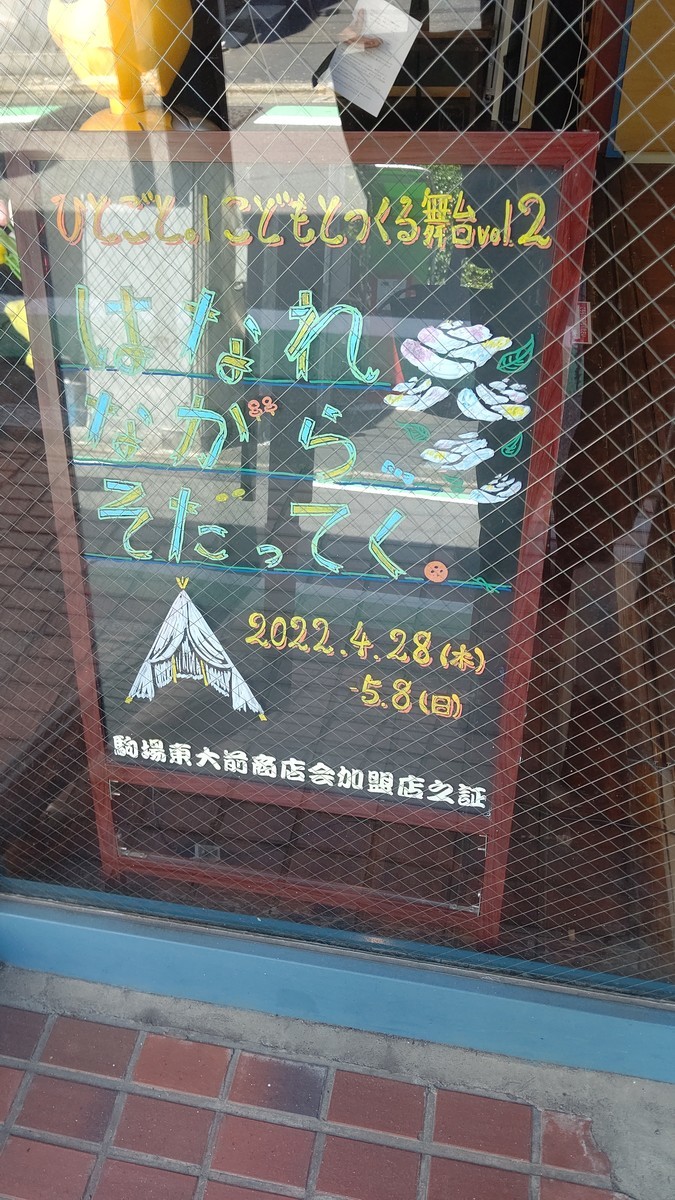 ひとごと。| こどもとつくる舞台vol.2
はなれ
ながら
そだってく。
2022.4.28(木)
-5.8(日)
駒場東大前商店会加盟店之証